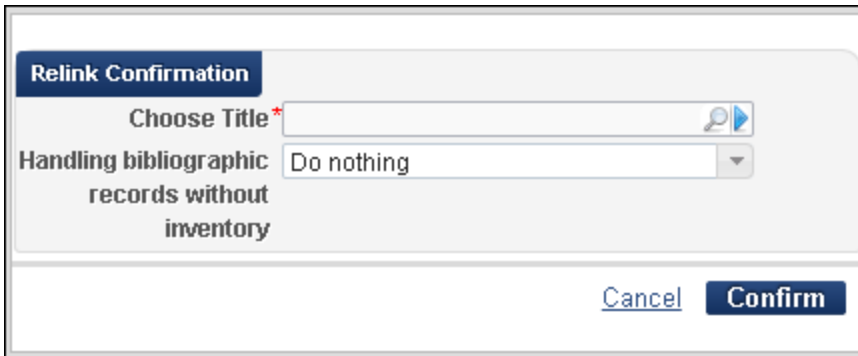 Relink Confirmation
Choose Title*
Handling bibliographic Do nothing
records without
inventory
Cancel Confirm